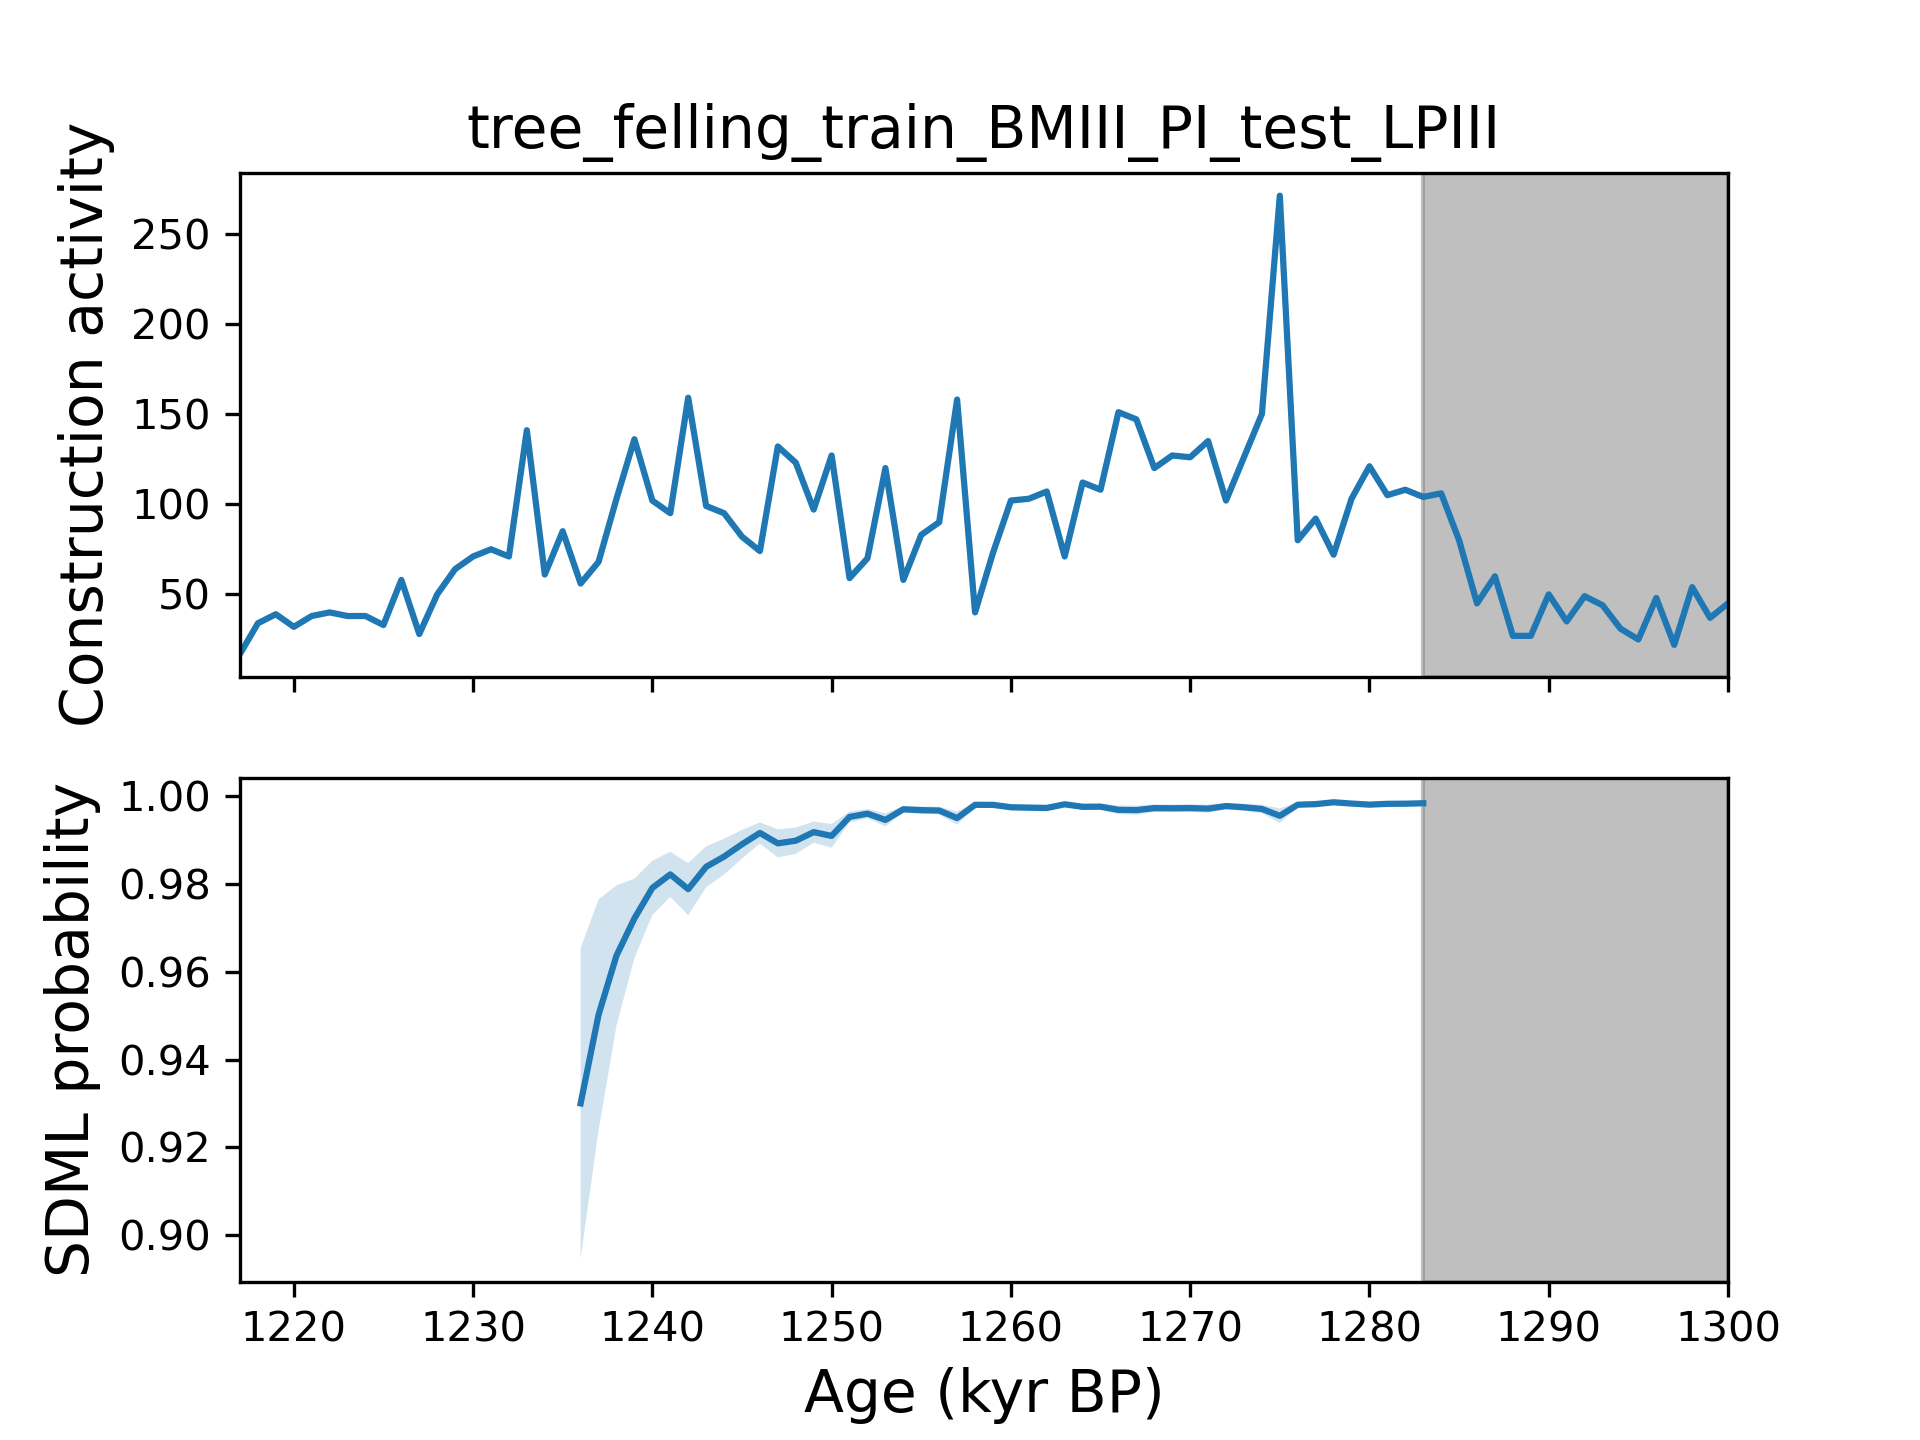 tree_felling_train_BMIII_PI_test_LPIII
Construction activity
250
200
150
100
50
SDML probability
1.00
0.98
0.96
0.94
0.92
0.90
1220 1230 1240 1250 1260 1270 1280 1290 1300
Age (kyr BP)